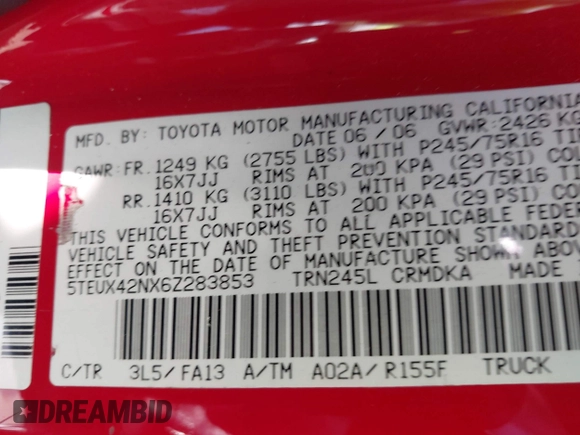 MFD. BY: TOYOTA MOTOR MANUFACTURING CALIFORNIA
DATE 06 / 06 GVWR: 2426 KG
GAWR: FR. 1249 KG (2755 LBS) WITH P245/75R16
16X7JJ RIMS AT 200 KPA (29 PSI)
RR. 1410 KG (3110 LBS) WITH P245/75R16
16X7JJ RIMS AT 200 KPA (29 PSI)
THIS VEHICLE CONFORMS TO ALL APPLICABLE
VEHICLE SAFETY AND THEFT PREVENTION
EFFECT ON THE DATE OF MANUFACTURE SHOWN
5TEUX42NX6Z283853 TRN245L CRMDKA MADE
C/TR 3L5/ FA13 A/TM A02A/ R155F TRUCK
DREAMBID